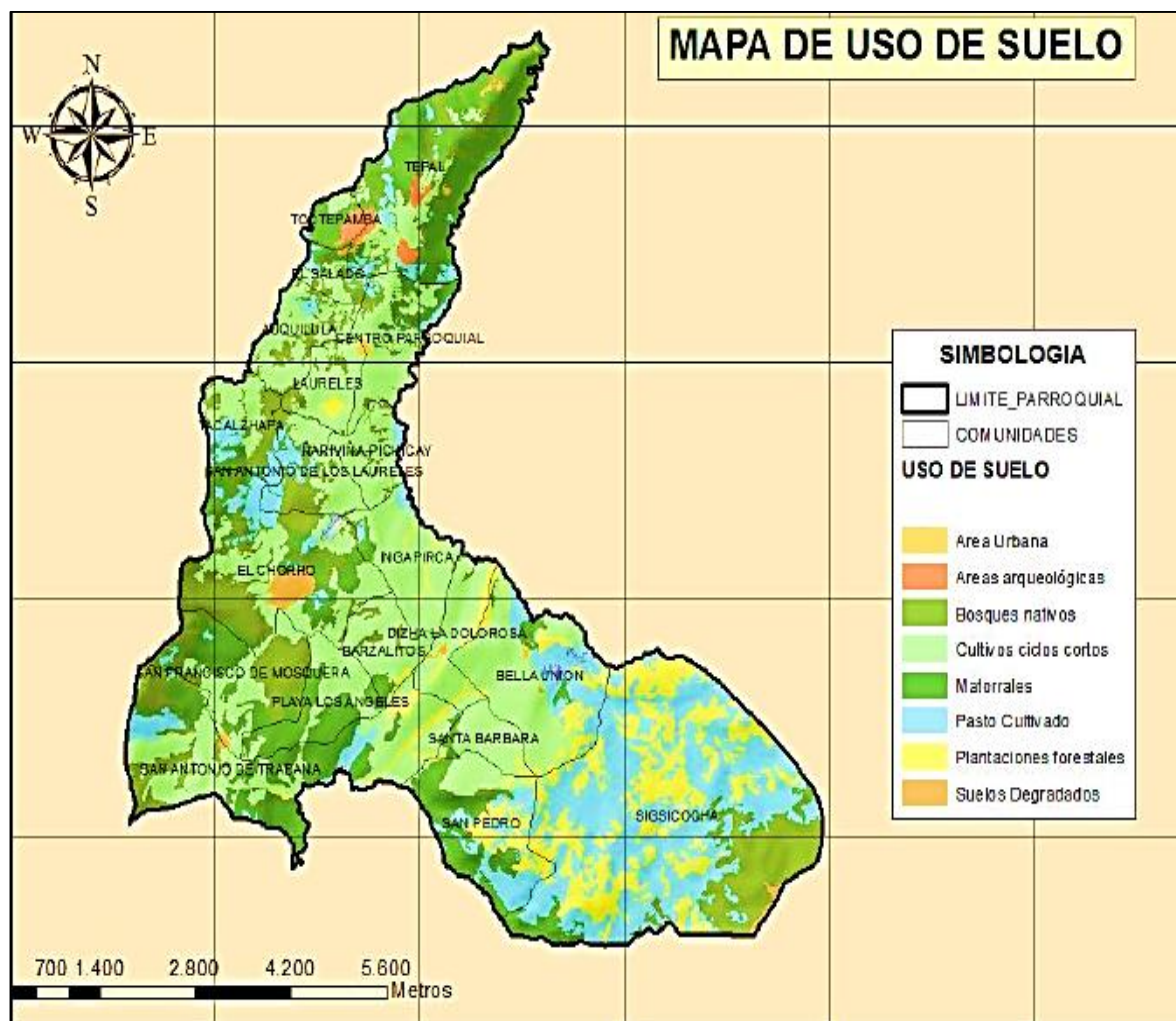 MAPA DE USO DE SUELO
N
W E
S
TEPAL
TOCTEPAMBA
EL SALADO
AUQUILULA
CENTRO PARROQUIAL
LAURELES
CACALZHAPA
NARIVIÑA-PICHICAY
SAN ANTONIO DE LOS LAURELES
INGAPIRCA
EL CHORRO
DIZHA LA DOLOROSA
BARZALITOS
SAN FRANCISCO DE MOSQUERA
BELLA UNION
PLAYA LOS ANGELES
SANTA BARBARA
SAN ANTONIO DE TRABANA
SAN PEDRO
SIGSICOCHA
SIMBOLOGIA
LIMITE_PARROQUIAL
COMUNIDADES
USO DE SUELO
Area Urbana
Areas arqueológicas
Bosques nativos
Cultivos ciclos cortos
Matorrales
Pasto Cultivado
Plantaciones forestales
Suelos Degradados
700 1.400 2.800 4.200 5.600
Metros